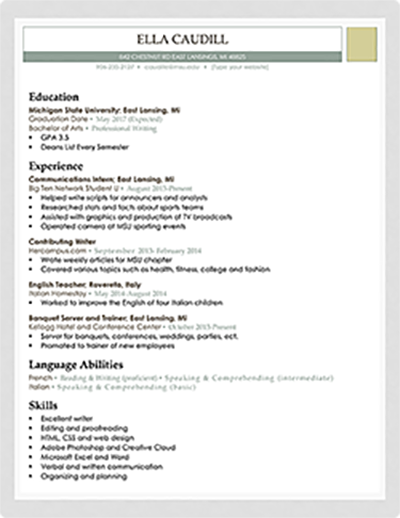 ELLA CAUDILL
642 CHESTNUT RD EAST LANSING, MI 48825
• [Type your website]
Education
Michigan State University; East Lansing, MI
Graduation Date • May 2017 (Expected)
Bachelor of Arts • Professional Writing
• GPA 3.5
• Deans List Every Semester
Experience
Communications Intern; East Lansing, MI
Big Ten Network Student U • August 2015-Present
• Helped write scripts for announcers and analysts
• Researched stats and facts about sports teams
• Assisted with graphics and production of TV broadcasts
• Operated camera at MSU sporting events
Contributing Writer
Hercampus.com • September 2013- February 2014
• Wrote weekly articles for MSU chapter
• Covered various topics such as health, fitness, college and fashion
English Teacher; Rovereto, Italy
Italian Homestay • May 2014-August 2014
• Worked to improve the English of four Italian children
Banquet Server and Trainer; East Lansing, MI
Kellogg Hotel and Conference Center • October 2013-Present
• Server for banquets, conferences, weddings, parties, ect.
• Promoted to trainer of new employees
Language Abilities
French • Reading & Writing (proficient) • Speaking & Comprehending (intermediate)
Italian • Speaking & Comprehending (basic)
Skills
• Excellent writer
• Editing and proofreading
• HTML, CSS and web design
• Adobe Photoshop and Creative Cloud
• Microsoft Excel and Word
• Verbal and written communication
• Organizing and planning